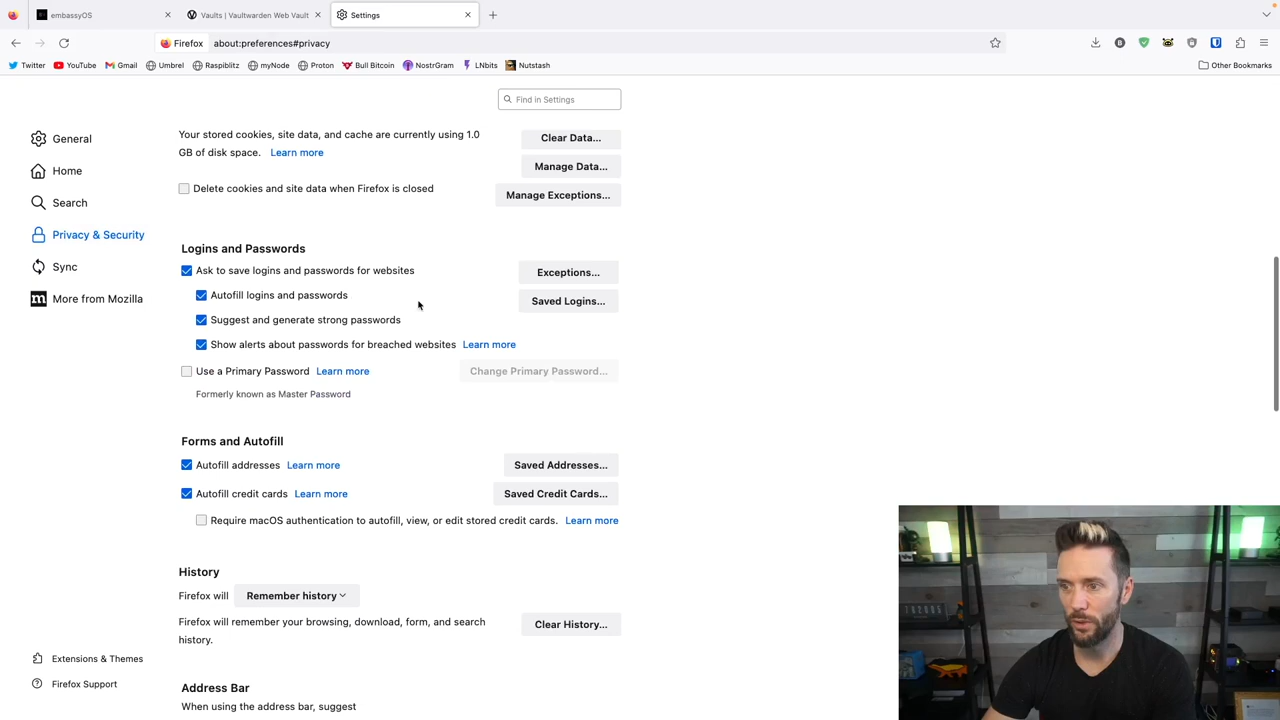 embassyOS
Vaults | Vaultwarden Web Vault
Settings
Firefox
about:preferences#privacy
Twitter
YouTube
Gmail
Umbrel
Raspiblitz
myNode
Proton
Bull Bitcoin
NostrGram
LNbits
Nutstash
Other Bookmarks
Find in Settings
General
Home
Search
Privacy & Security
Sync
More from Mozilla
Extensions & Themes
Firefox Support
Your stored cookies, site data, and cache are currently using 1.0
GB of disk space. Learn more
Clear Data...
Manage Data...
Delete cookies and site data when Firefox is closed
Manage Exceptions...
Logins and Passwords
Ask to save logins and passwords for websites
Exceptions...
Autofill logins and passwords
Saved Logins...
Suggest and generate strong passwords
Show alerts about passwords for breached websites Learn more
Use a Primary Password Learn more
Change Primary Password...
Formerly known as Master Password
Forms and Autofill
Autofill addresses Learn more
Saved Addresses...
Autofill credit cards Learn more
Saved Credit Cards...
Require macOS authentication to autofill, view, or edit stored credit cards. Learn more
History
Firefox will Remember history
Firefox will remember your browsing, download, form, and search
history.
Clear History...
Address Bar
When using the address bar, suggest